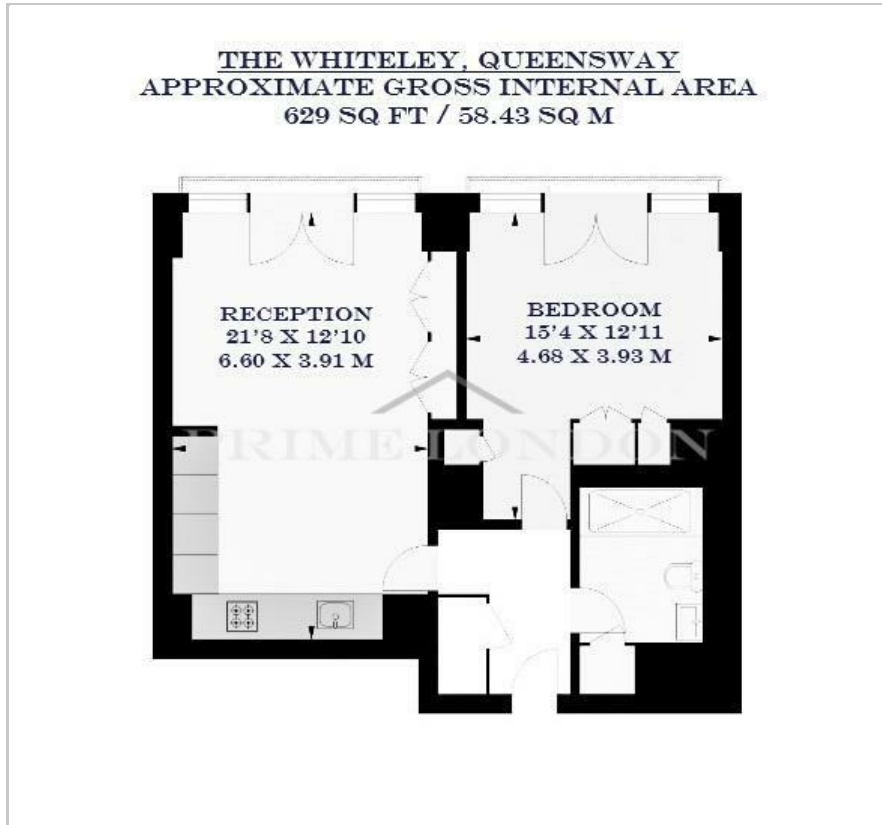 THE WHITELEY, QUEENSWAY
APPROXIMATE GROSS INTERNAL AREA
629 SQ FT / 58.43 SQ M
RECEPTION
21'8 X 12'10
6.60 X 3.91 M
BEDROOM
15'4 X 12'11
4.68 X 3.93 M
PRIME LONDON